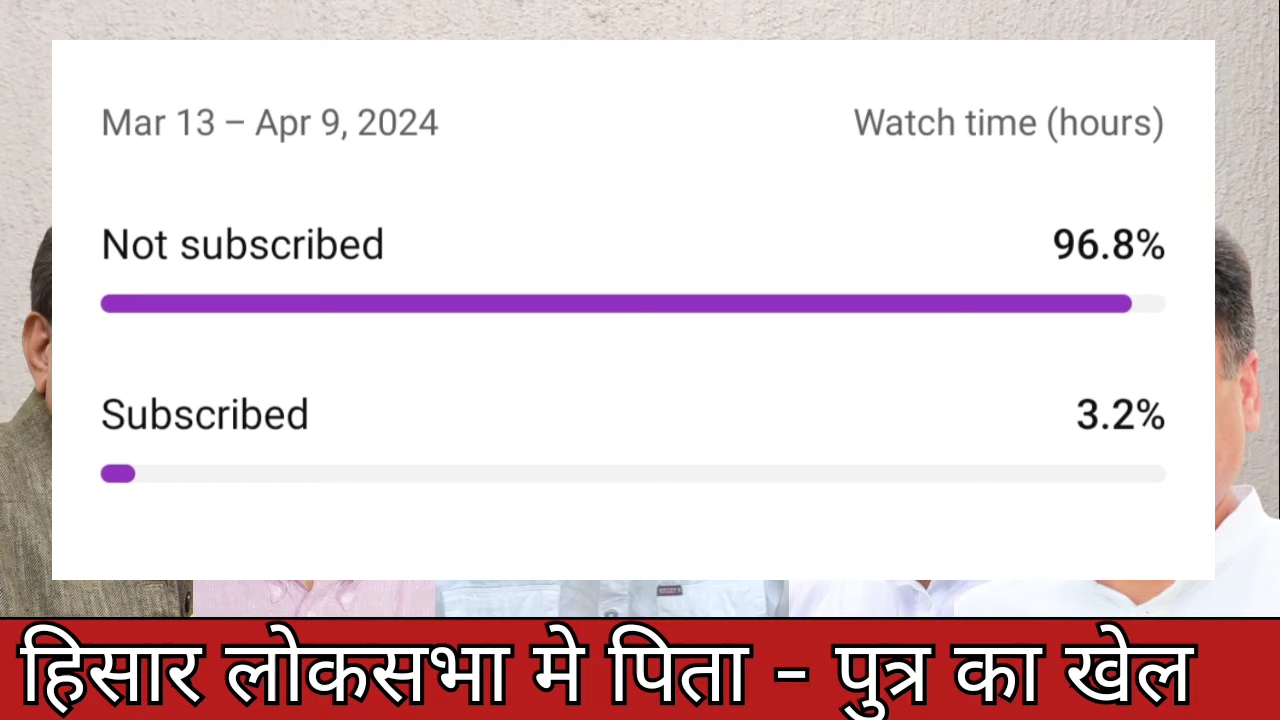 Mar 13 – Apr 9, 2024 Watch time (hours)
Not subscribed 96.8%
Subscribed 3.2%
हिसार लोकसभा मे पिता - पुत्र का खेल